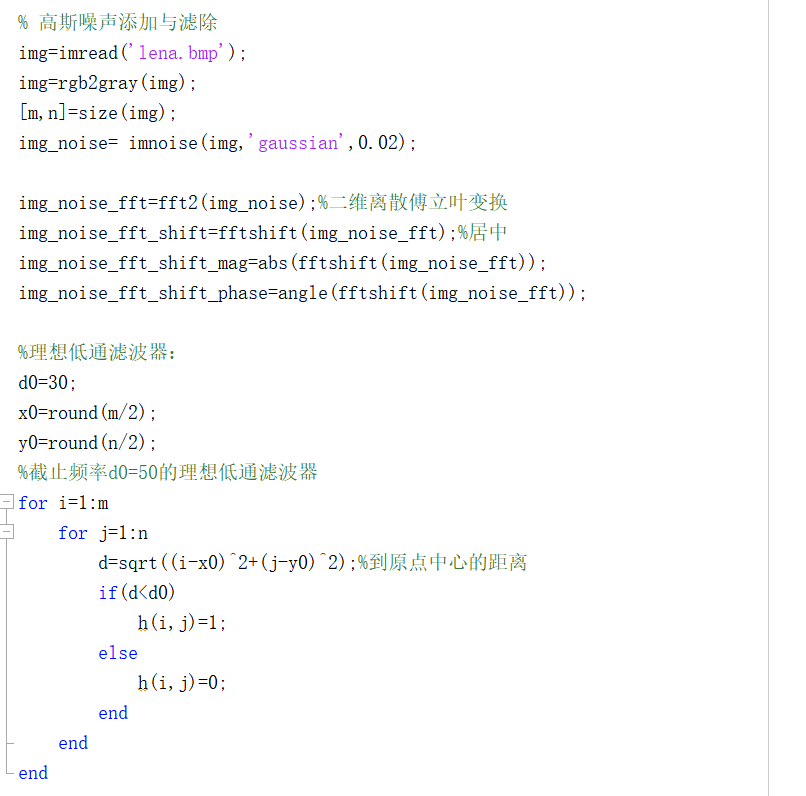 % 高斯噪声添加与滤除
img=imread('lena.bmp');
img=rgb2gray(img);
[m,n]=size(img);
img_noise= imnoise(img,'gaussian',0.02);
img_noise_fft=fft2(img_noise);%二维离散傅立叶变换
img_noise_fft_shift=fftshift(img_noise_fft);%居中
img_noise_fft_shift_mag=abs(fftshift(img_noise_fft));
img_noise_fft_shift_phase=angle(fftshift(img_noise_fft));
%理想低通滤波器：
d0=30;
x0=round(m/2);
y0=round(n/2);
%截止频率d0=50的理想低通滤波器
for i=1:m
for j=1:n
d=sqrt((i-x0)^2+(j-y0)^2);%到原点中心的距离
if(d<d0)
h(i,j)=1;
else
h(i,j)=0;
end
end
end